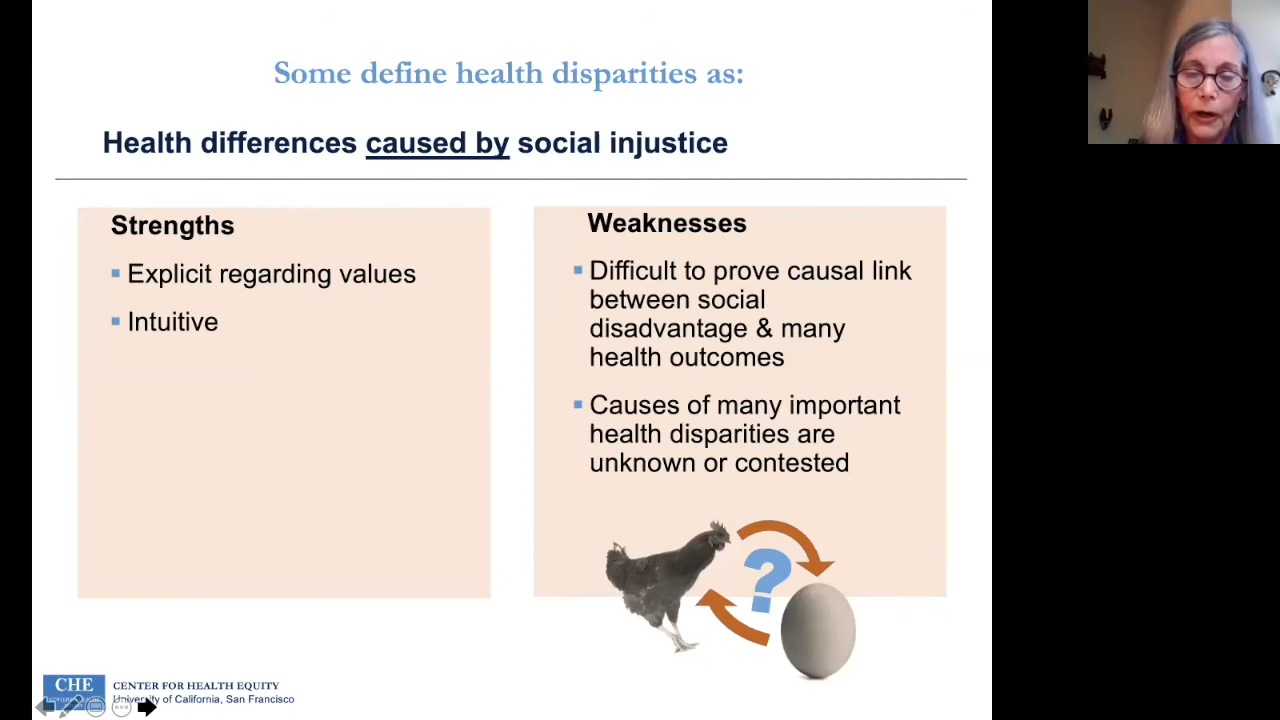 Some define health disparities as:
Health differences caused by social injustice
Strengths
Explicit regarding values
Intuitive
Weaknesses
Difficult to prove causal link
between social
disadvantage & many
health outcomes
Causes of many important
health disparities are
unknown or contested
?
CHE
CENTER FOR HEALTH EQUITY
University of California, San Francisco